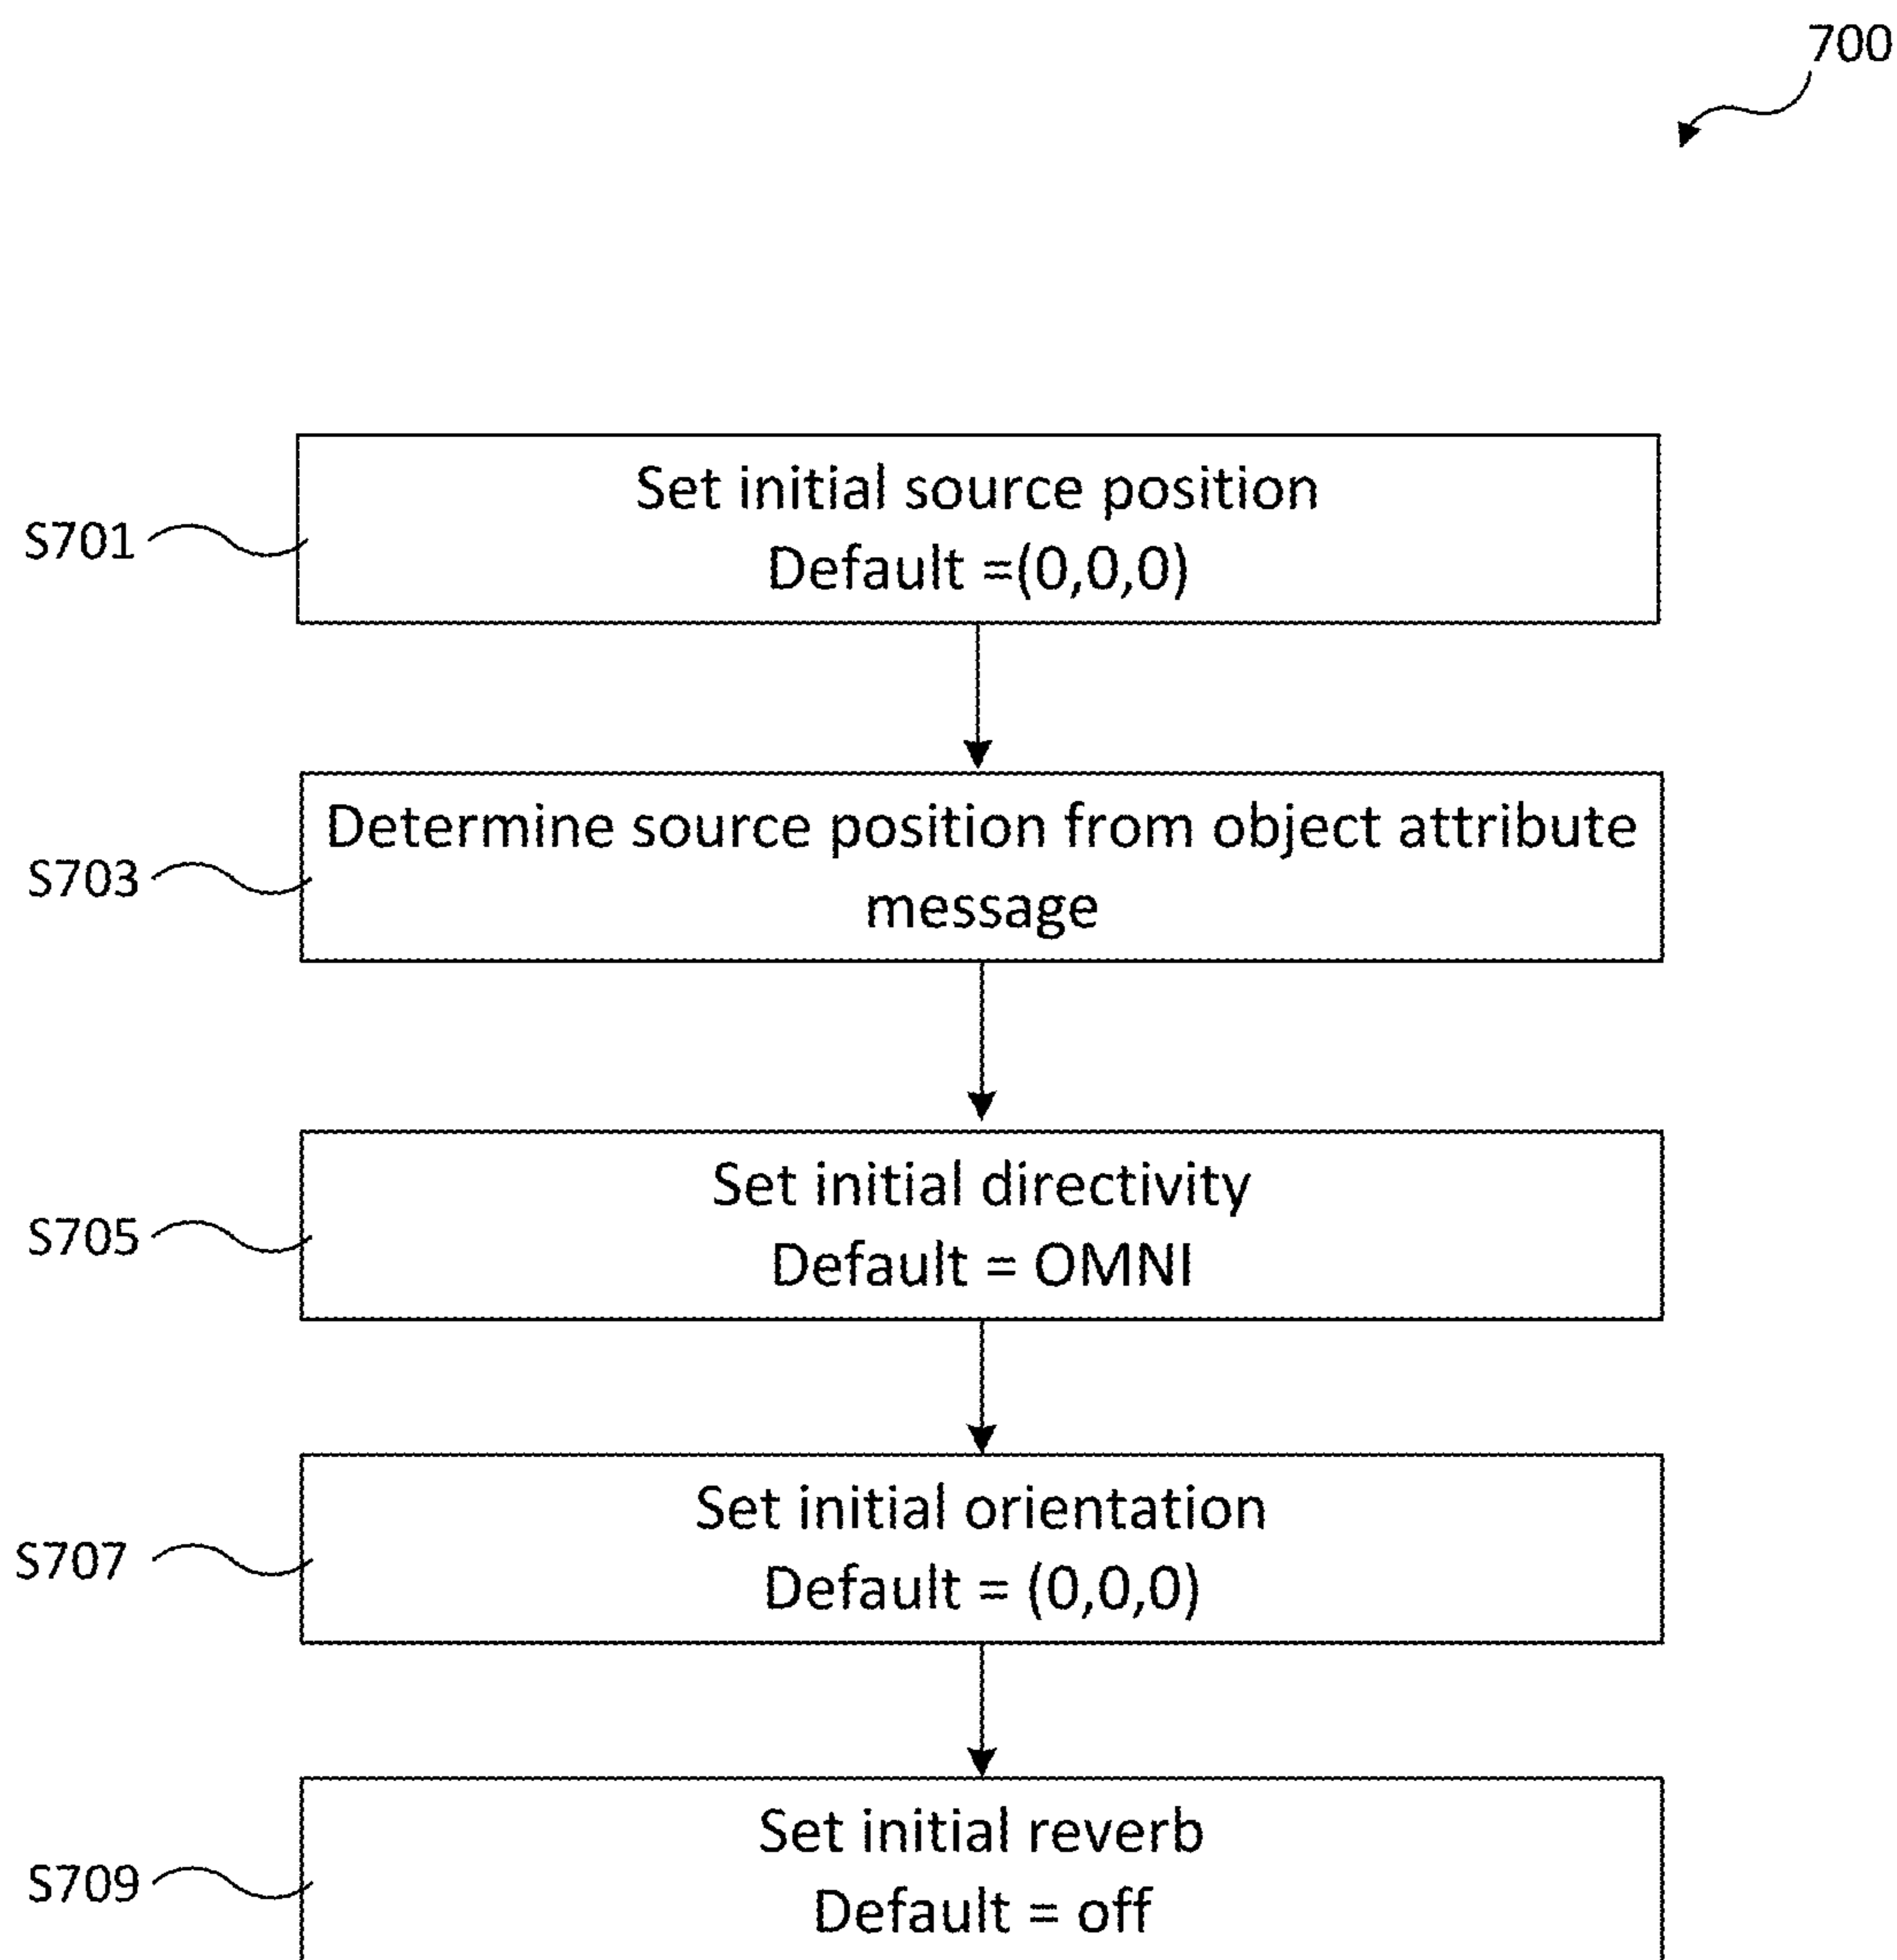 700
S701
Set initial source position
Default =(0,0,0)
S703
Determine source position from object attribute
message
S705
Set initial directivity
Default = OMNI
S707
Set initial orientation
Default = (0,0,0)
S709
Set initial reverb
Default = off